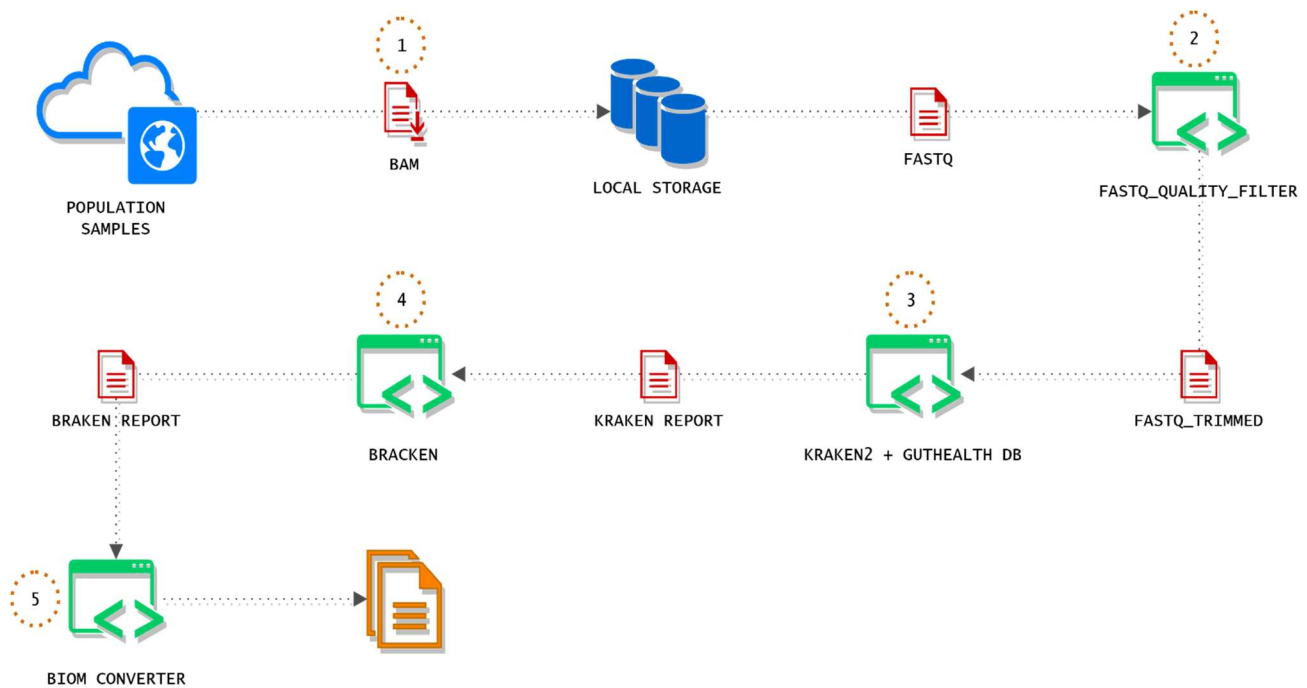 1
2
BAM
FASTQ
LOCAL STORAGE
FASTQ_QUALITY_FILTER
POPULATION
SAMPLES
4
3
BRAKEN REPORT
KRAKEN REPORT
FASTQ_TRIMMED
BRACKEN
KRAKEN2 + GUTHEALTH DB
5
BIOM CONVERTER